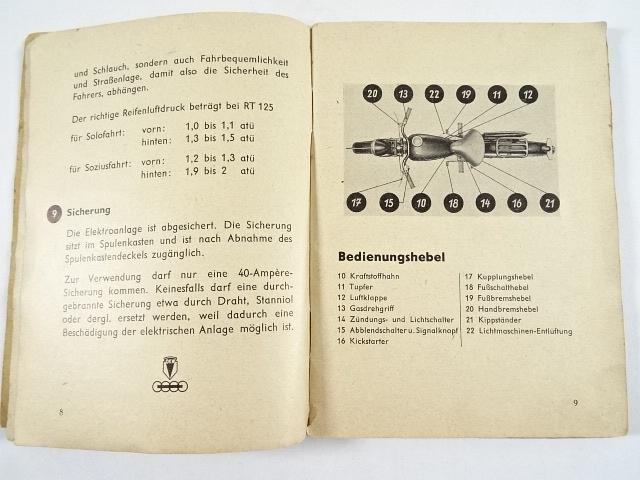 und Schlauch, sondern auch Fahrbequemlichkeit
und Straßenlage, damit also die Sicherheit des
Fahrers, abhängen.
Der richtige Reifenluftdruck beträgt bei RT 125
für Solofahrt: vorn: 1,0 bis 1,1 atü
hinten: 1,3 bis 1,5 atü
für Soziusfahrt: vorn: 1,2 bis 1,3 atü
hinten: 1,9 bis 2 atü
9 Sicherung
Die Elektroanlage ist abgesichert. Die Sicherung
sitzt im Spulenkasten und ist nach Abnahme des
Spulenkastendeckels zugänglich.
Zur Verwendung darf nur eine 40-Ampère-
Sicherung kommen. Keinesfalls darf eine durch-
gebrannte Sicherung etwa durch Draht, Stanniol
oder dergl. ersetzt werden, weil dadurch eine
Beschädigung der elektrischen Anlage möglich ist.
8
20 13 22 19 11 12
17 15 10 18 14 16 21
Bedienungshebel
10 Kraftstoffhahn
11 Tupfer
12 Luftklappe
13 Gasdrehgriff
14 Zündungs- und Lichtschalter
15 Abblendschalter u. Signalknopf
16 Kickstarter
17 Kupplungshebel
18 Fußschalthebel
19 Fußbremshebel
20 Handbremshebel
21 Kippständer
22 Lichtmaschinen-Entlüftung
9